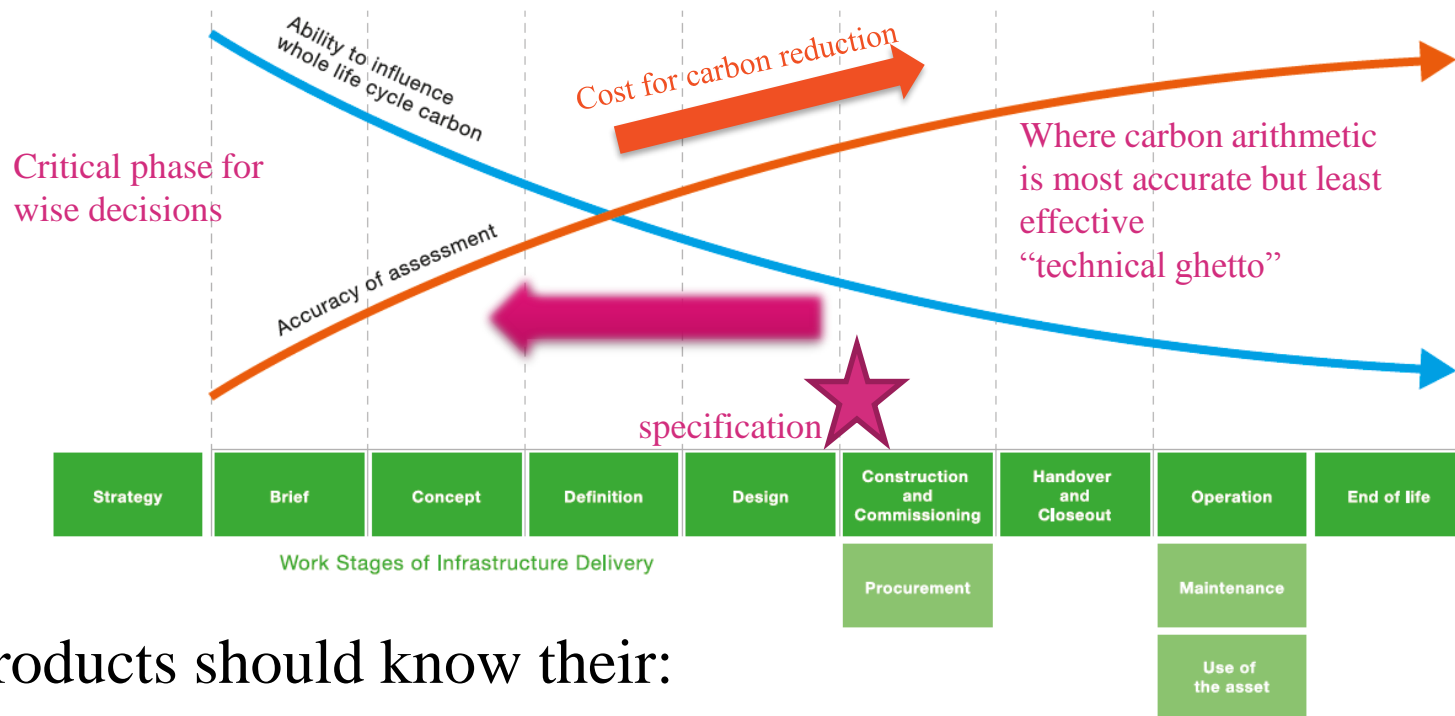 Ability to influence
whole life cycle carbon
Cost for carbon reduction
Critical phase for
wise decisions
Where carbon arithmetic
is most accurate but least
effective
“technical ghetto”
Accuracy of assessment
specification
Strategy
Brief
Concept
Definition
Design
Construction
and
Commissioning
Handover
and
Closeout
Operation
End of life
Work Stages of Infrastructure Delivery
Procurement
Maintenance
Use of
the asset
roducts should know their: